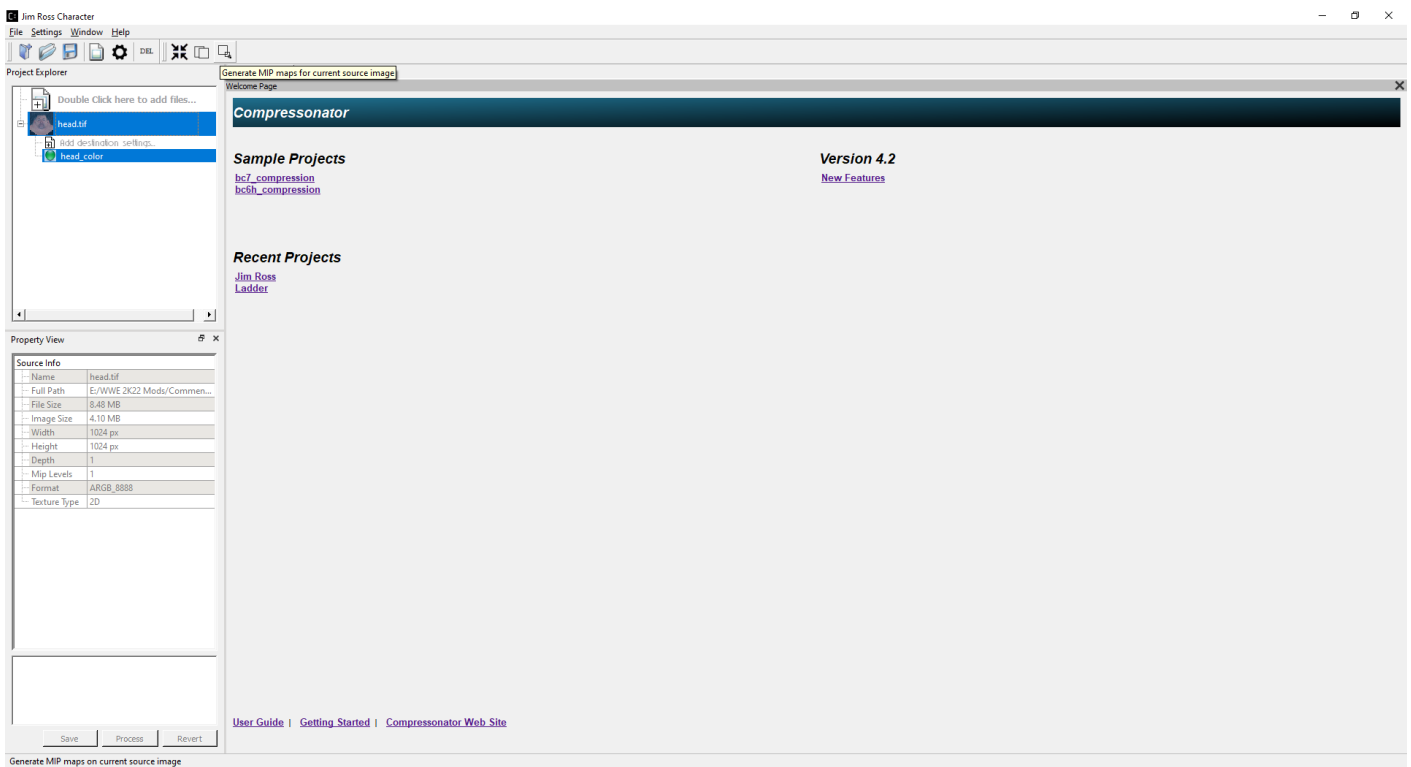 Jim Ross Character
File Settings Window Help
DEL
Generate MIP maps for current source image
Project Explorer
Welcome Page
Double Click here to add files...
head.tif
Add destination settings..
head_color
Compressonator
Sample Projects
bc7_compression
bc6h_compression
Version 4.2
New Features
Recent Projects
Jim Ross
Ladder
Property View
Source Info
Name head.tif
Full Path E:/WWE 2K22 Mods/Commen...
File Size 8.48 MB
Image Size 4.10 MB
Width 1024 px
Height 1024 px
Depth 1
Mip Levels 1
Format ARGB_8888
Texture Type 2D
Save Process Revert
User Guide | Getting Started | Compressonator Web Site
Generate MIP maps on current source image